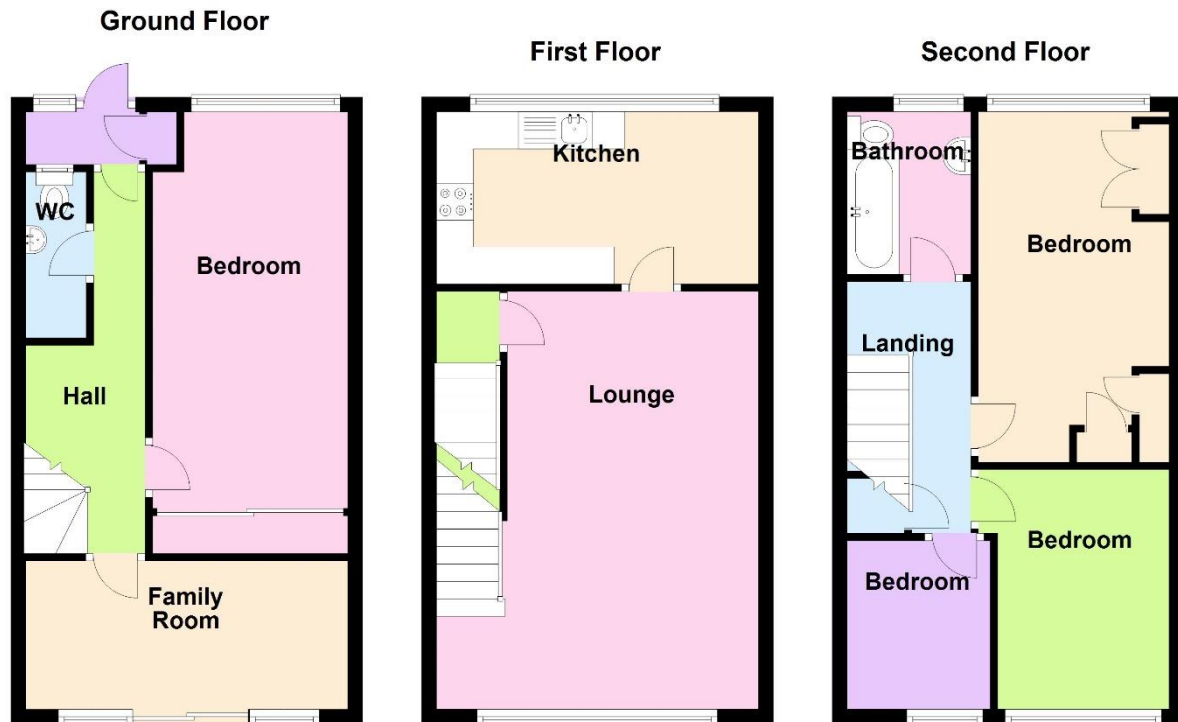 Ground Floor
First Floor
Second Floor
WC
Bedroom
Hall
Family
Room
Kitchen
Lounge
Bathroom
Bedroom
Landing
Bedroom
Bedroom